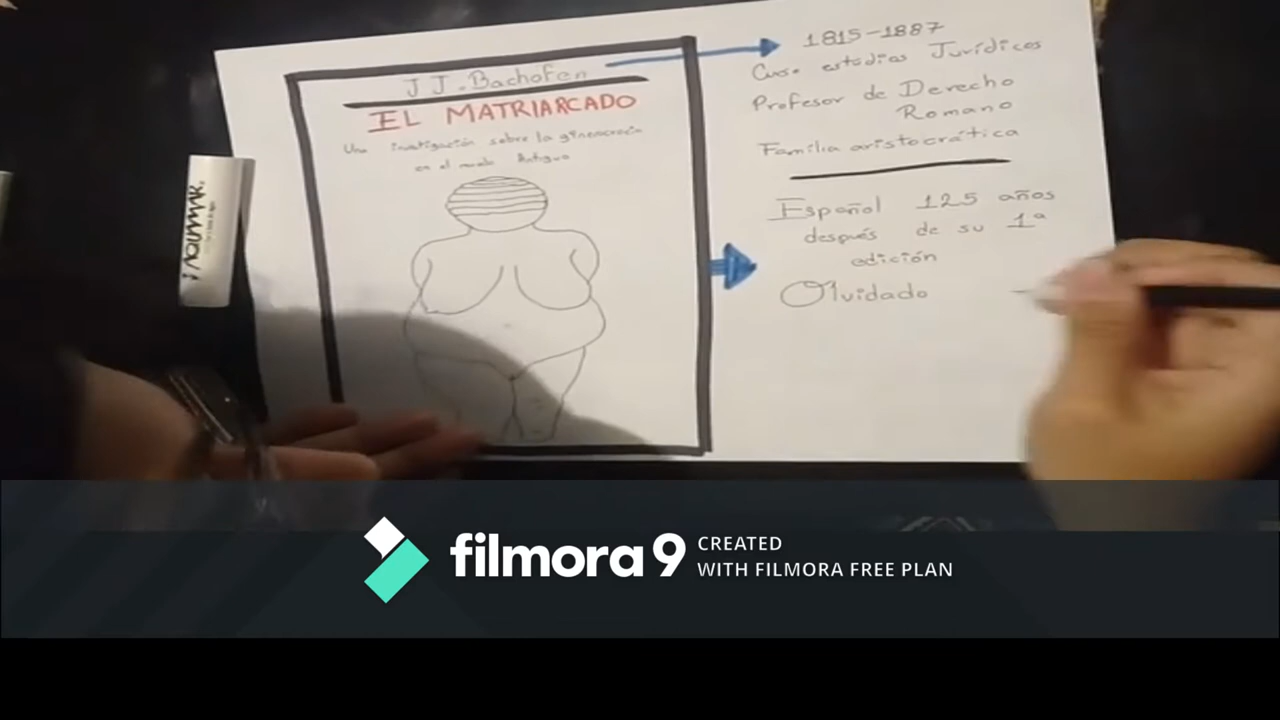 J J. Bachofen
EL MATRIARCADO
Una investigación sobre la gineocracia
en el mundo Antiguo
1815-1887
Curso estudios Jurídicos
Profesor de Derecho
Romano
Familia aristocrática
Español 125 años
después de su 1ª
edición
Olvidado
filmora 9
CREATED
WITH FILMORA FREE PLAN